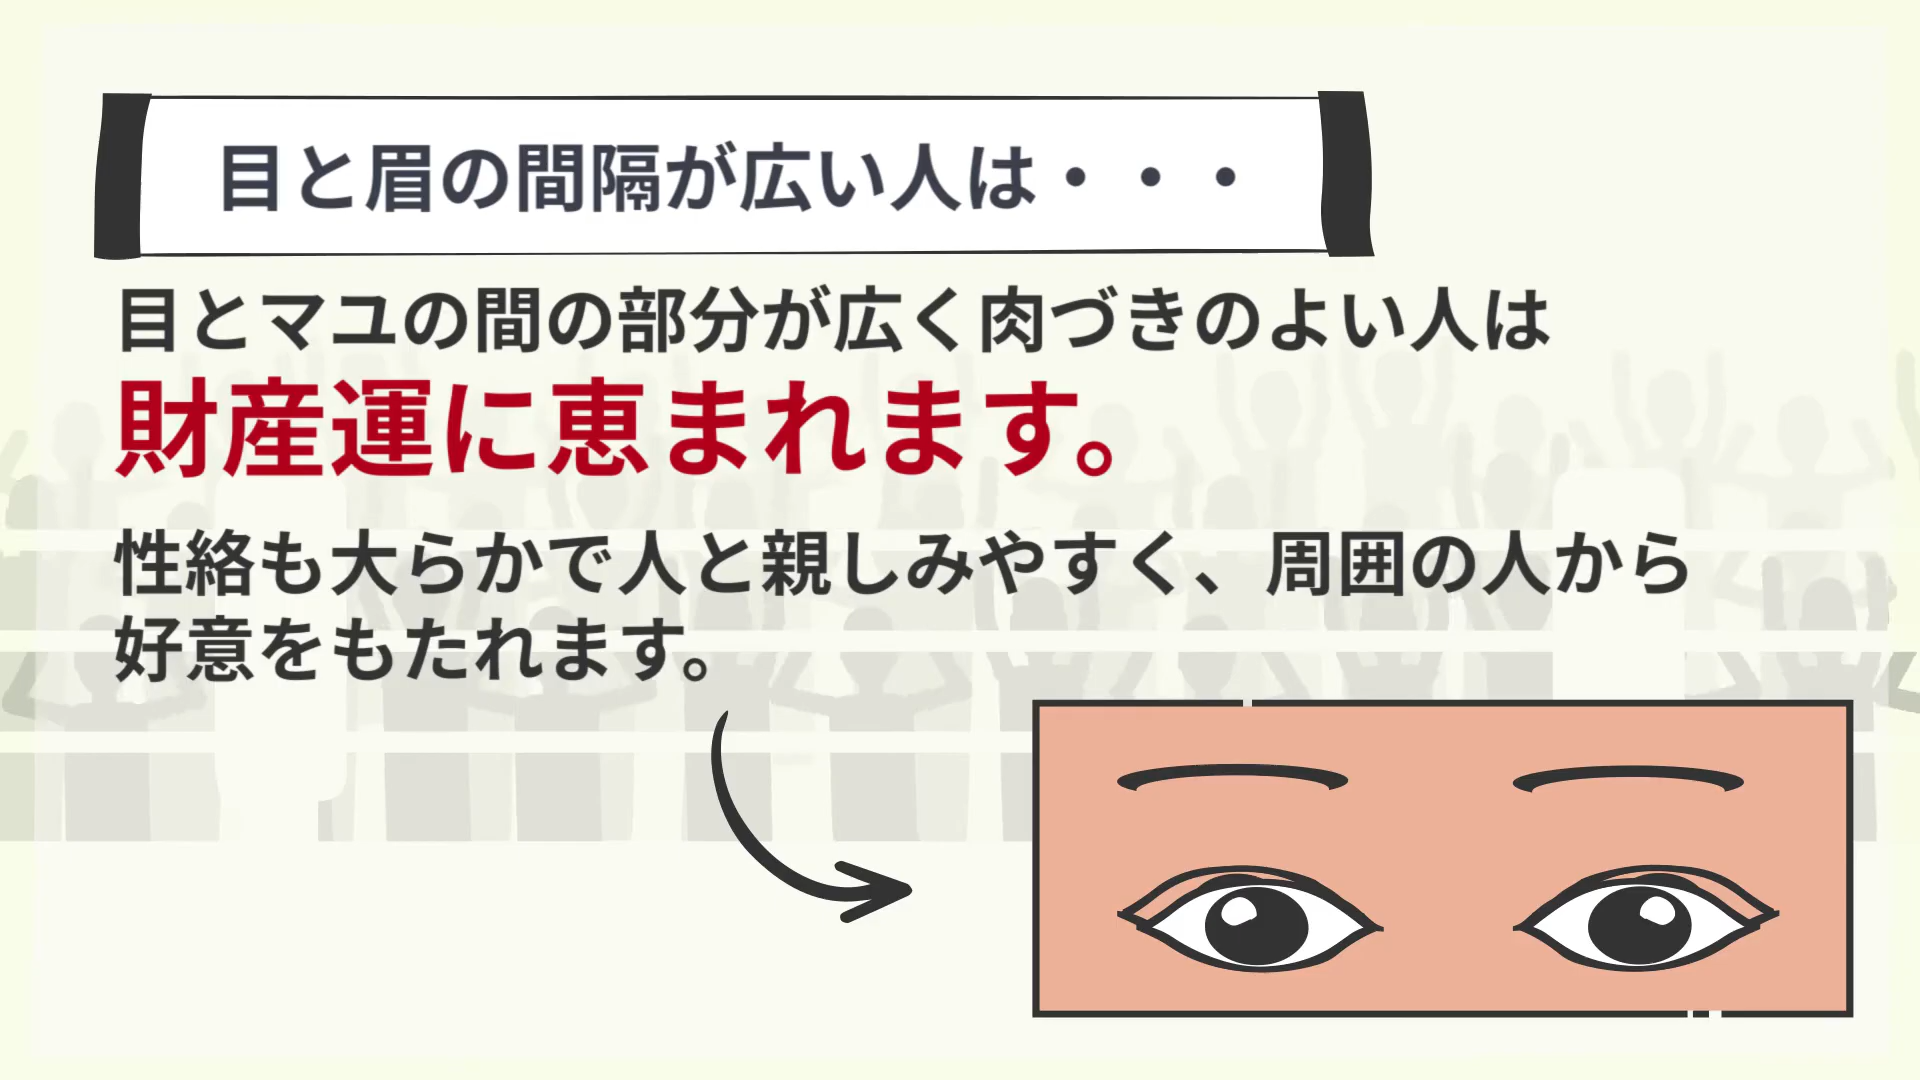 目と眉の間隔が広い人は・・・
目とマユの間の部分が広く肉づきのよい人は
財産運に恵まれます。
性絡も大らかで人と親しみやすく、周囲の人から
好意をもたれます。